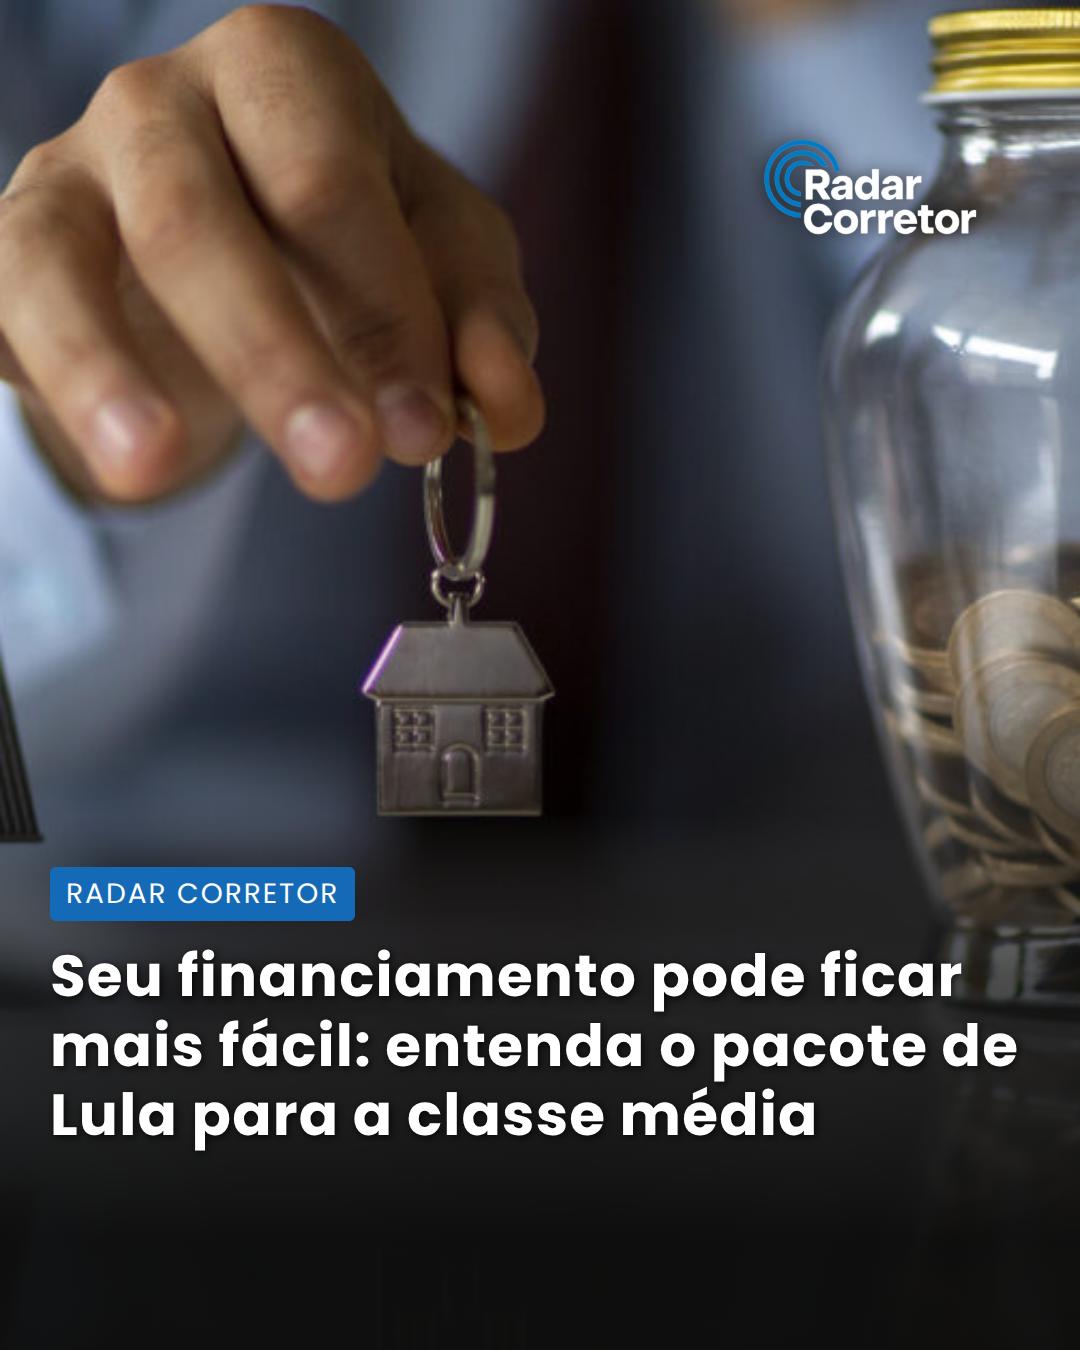 Radar
Corretor
RADAR CORRETOR
Seu financiamento pode ficar
mais fácil: entenda o pacote de
Lula para a classe média